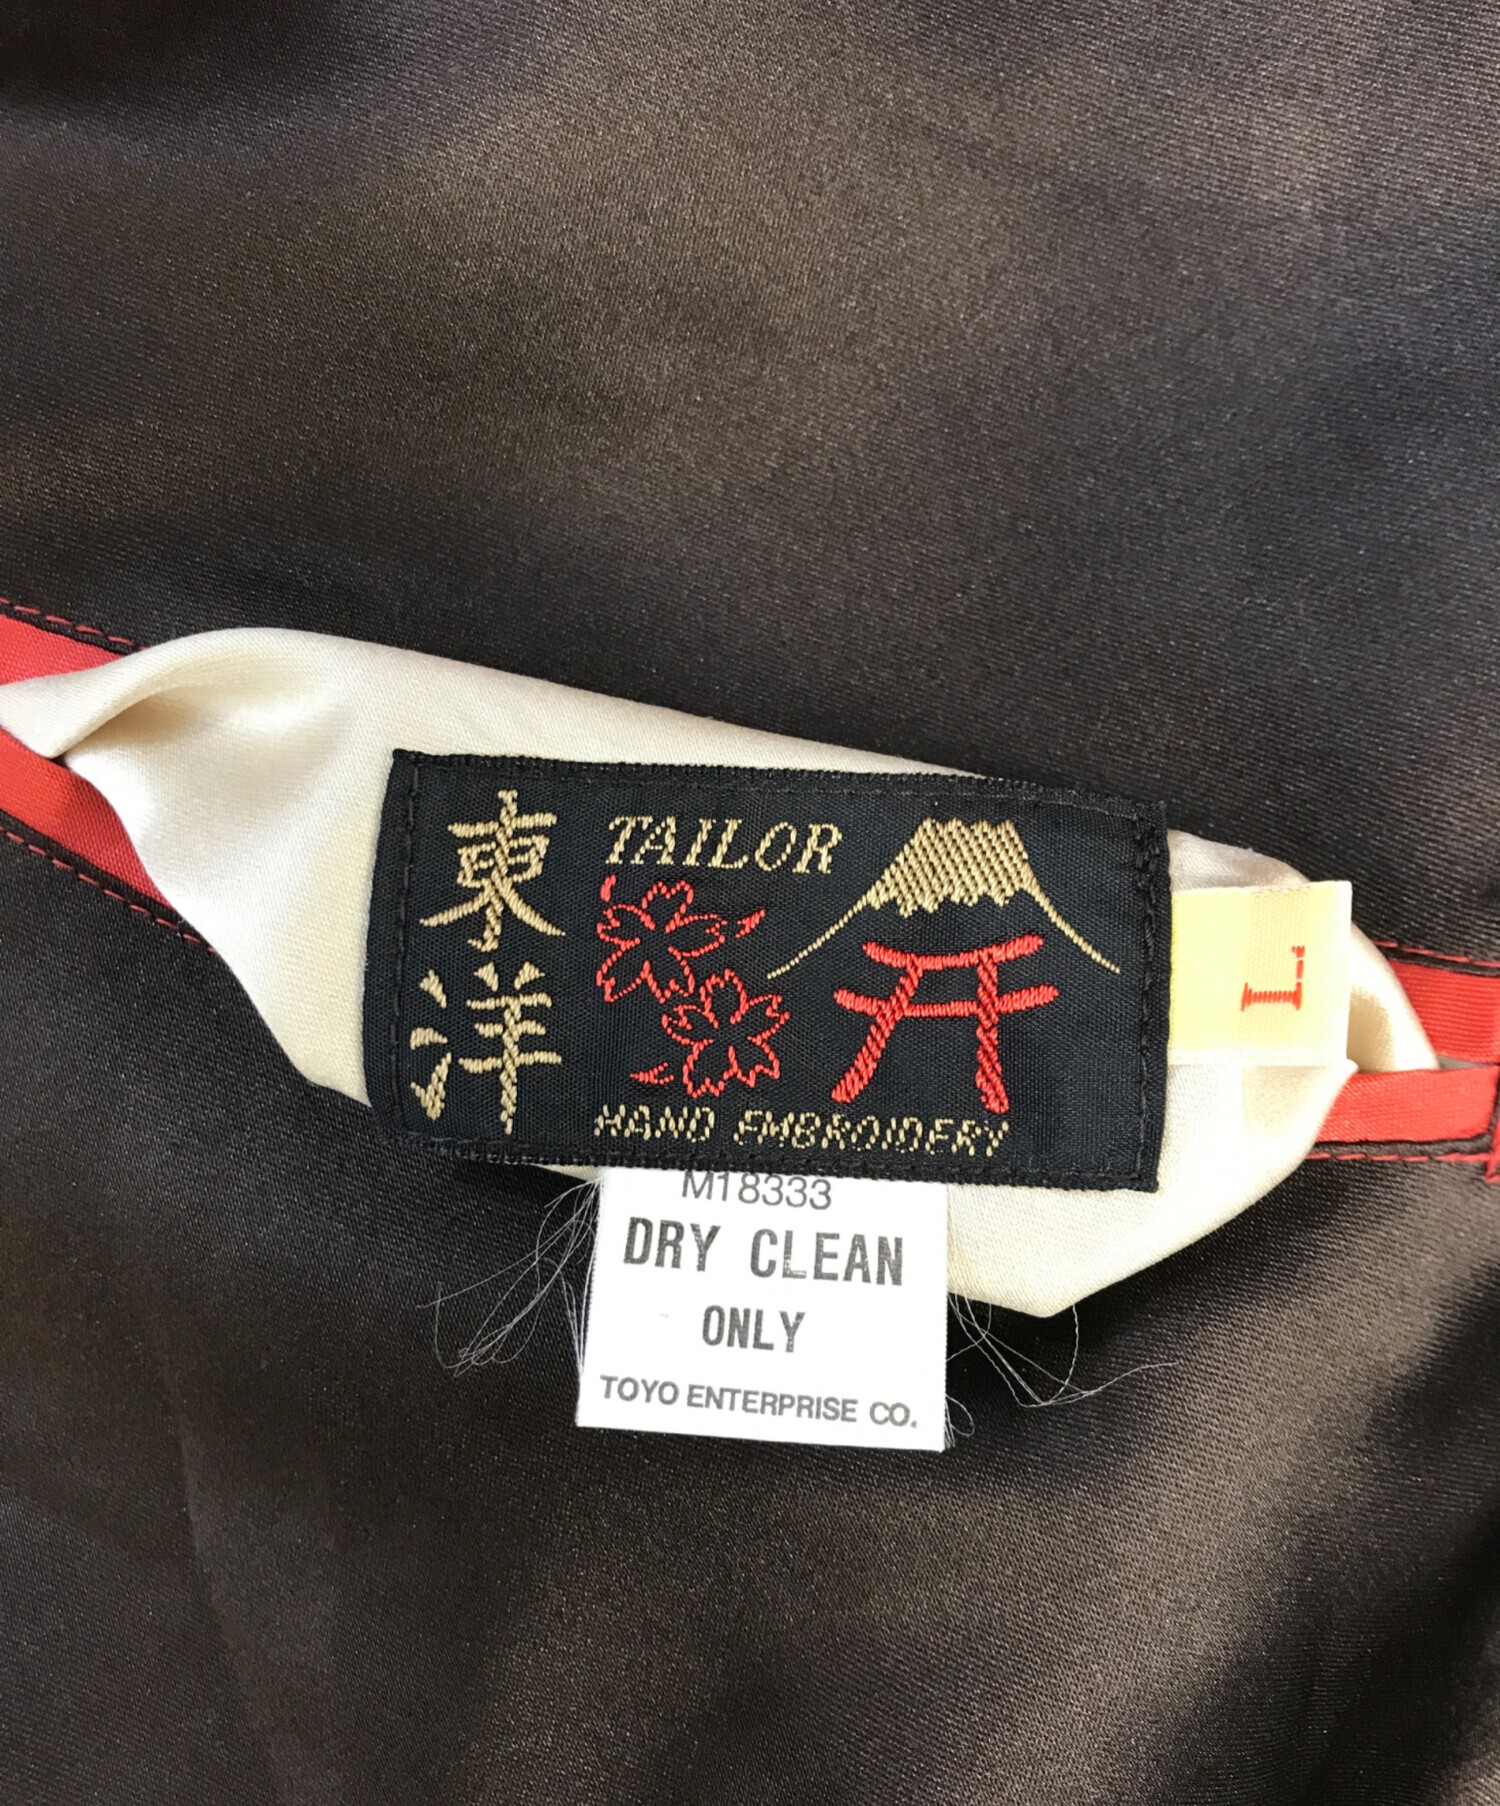 東洋
TAILOR
HAND EMBROIDERY
L
M18333
DRY CLEAN
ONLY
TOYO ENTERPRISE CO.